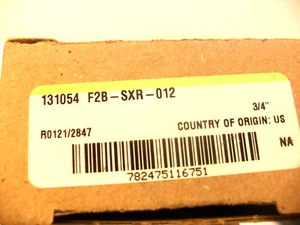 131054 F2B-SXR-012
3/4"
R0121/2847 COUNTRY OF ORIGIN: US
NA
782475116751